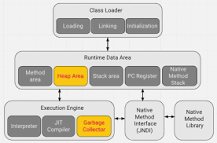 Class Loader
Loading
Linking
Initialization
Runtime Data Area
Method
area
Heap Area
Stack area
PC Register
Native
Method
Stack
Execution Engine
Interpreter
JIT
Compiler
Garbage
Collector
Native
Method
Interface
(JNDI)
Native
Method
Library